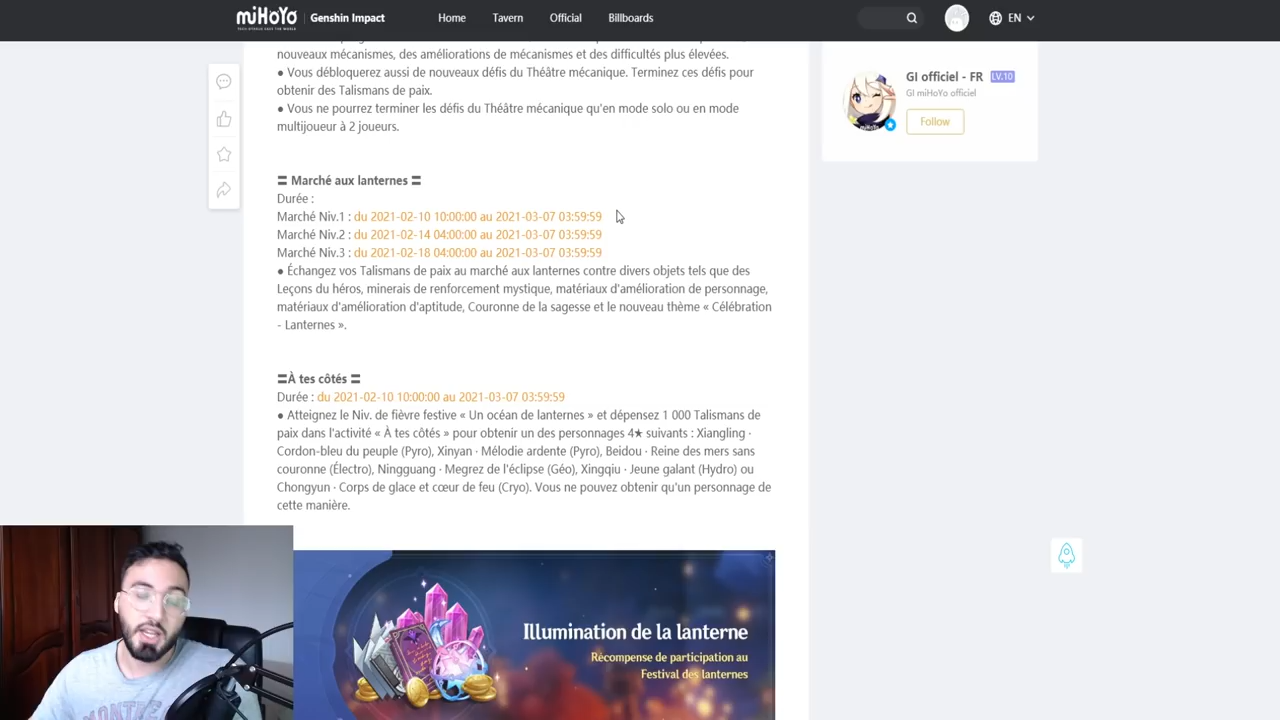 miHoYo
TECH OTAKUS SAVE THE WORLD
Genshin Impact
Home
Tavern
Official
Billboards
EN
nouveaux mécanismes, des améliorations de mécanismes et des difficultés plus élevées.
● Vous débloquerez aussi de nouveaux défis du Théâtre mécanique. Terminez ces défis pour
obtenir des Talismans de paix.
● Vous ne pourrez terminer les défis du Théâtre mécanique qu'en mode solo ou en mode
multijoueur à 2 joueurs.
〓 Marché aux lanternes 〓
Durée :
Marché Niv.1 : du 2021-02-10 10:00:00 au 2021-03-07 03:59:59
Marché Niv.2 : du 2021-02-14 04:00:00 au 2021-03-07 03:59:59
Marché Niv.3 : du 2021-02-18 04:00:00 au 2021-03-07 03:59:59
● Échangez vos Talismans de paix au marché aux lanternes contre divers objets tels que des
Leçons du héros, minerais de renforcement mystique, matériaux d'amélioration de personnage,
matériaux d'amélioration d'aptitude, Couronne de la sagesse et le nouveau thème « Célébration
- Lanternes ».
〓À tes côtés 〓
Durée : du 2021-02-10 10:00:00 au 2021-03-07 03:59:59
● Atteignez le Niv. de fièvre festive « Un océan de lanternes » et dépensez 1 000 Talismans de
paix dans l'activité « À tes côtés » pour obtenir un des personnages 4★ suivants : Xiangling ·
Cordon-bleu du peuple (Pyro), Xinyan · Mélodie ardente (Pyro), Beidou · Reine des mers sans
couronne (Électro), Ningguang · Megrez de l'éclipse (Géo), Xingqiu · Jeune galant (Hydro) ou
Chongyun · Corps de glace et cœur de feu (Cryo). Vous ne pouvez obtenir qu'un personnage de
cette manière.
Illumination de la lanterne
Récompense de participation au
Festival des lanternes
GI officiel - FR LV.10
GI miHoYo officiel
Follow
miHoYo